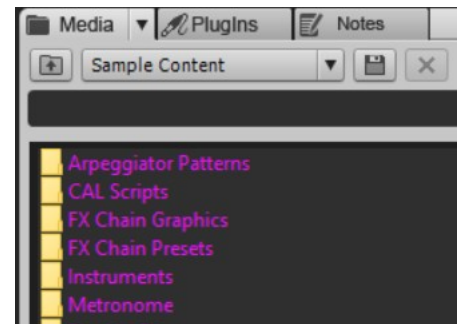 Media PlugIns Notes
Sample Content
Arpeggiator Patterns
CAL Scripts
FX Chain Graphics
FX Chain Presets
Instruments
Metronome